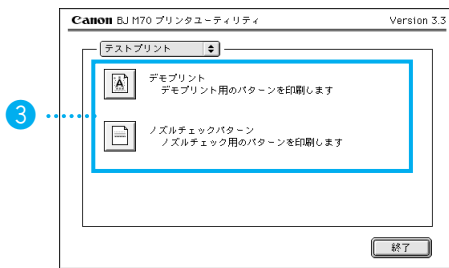 Canon BJ M70 プリンタユーティリティ Version 3.3
テストプリント
デモプリント
デモプリント用のパターンを印刷します
3
ノズルチェックパターン
ノズルチェック用のパターンを印刷します
終了